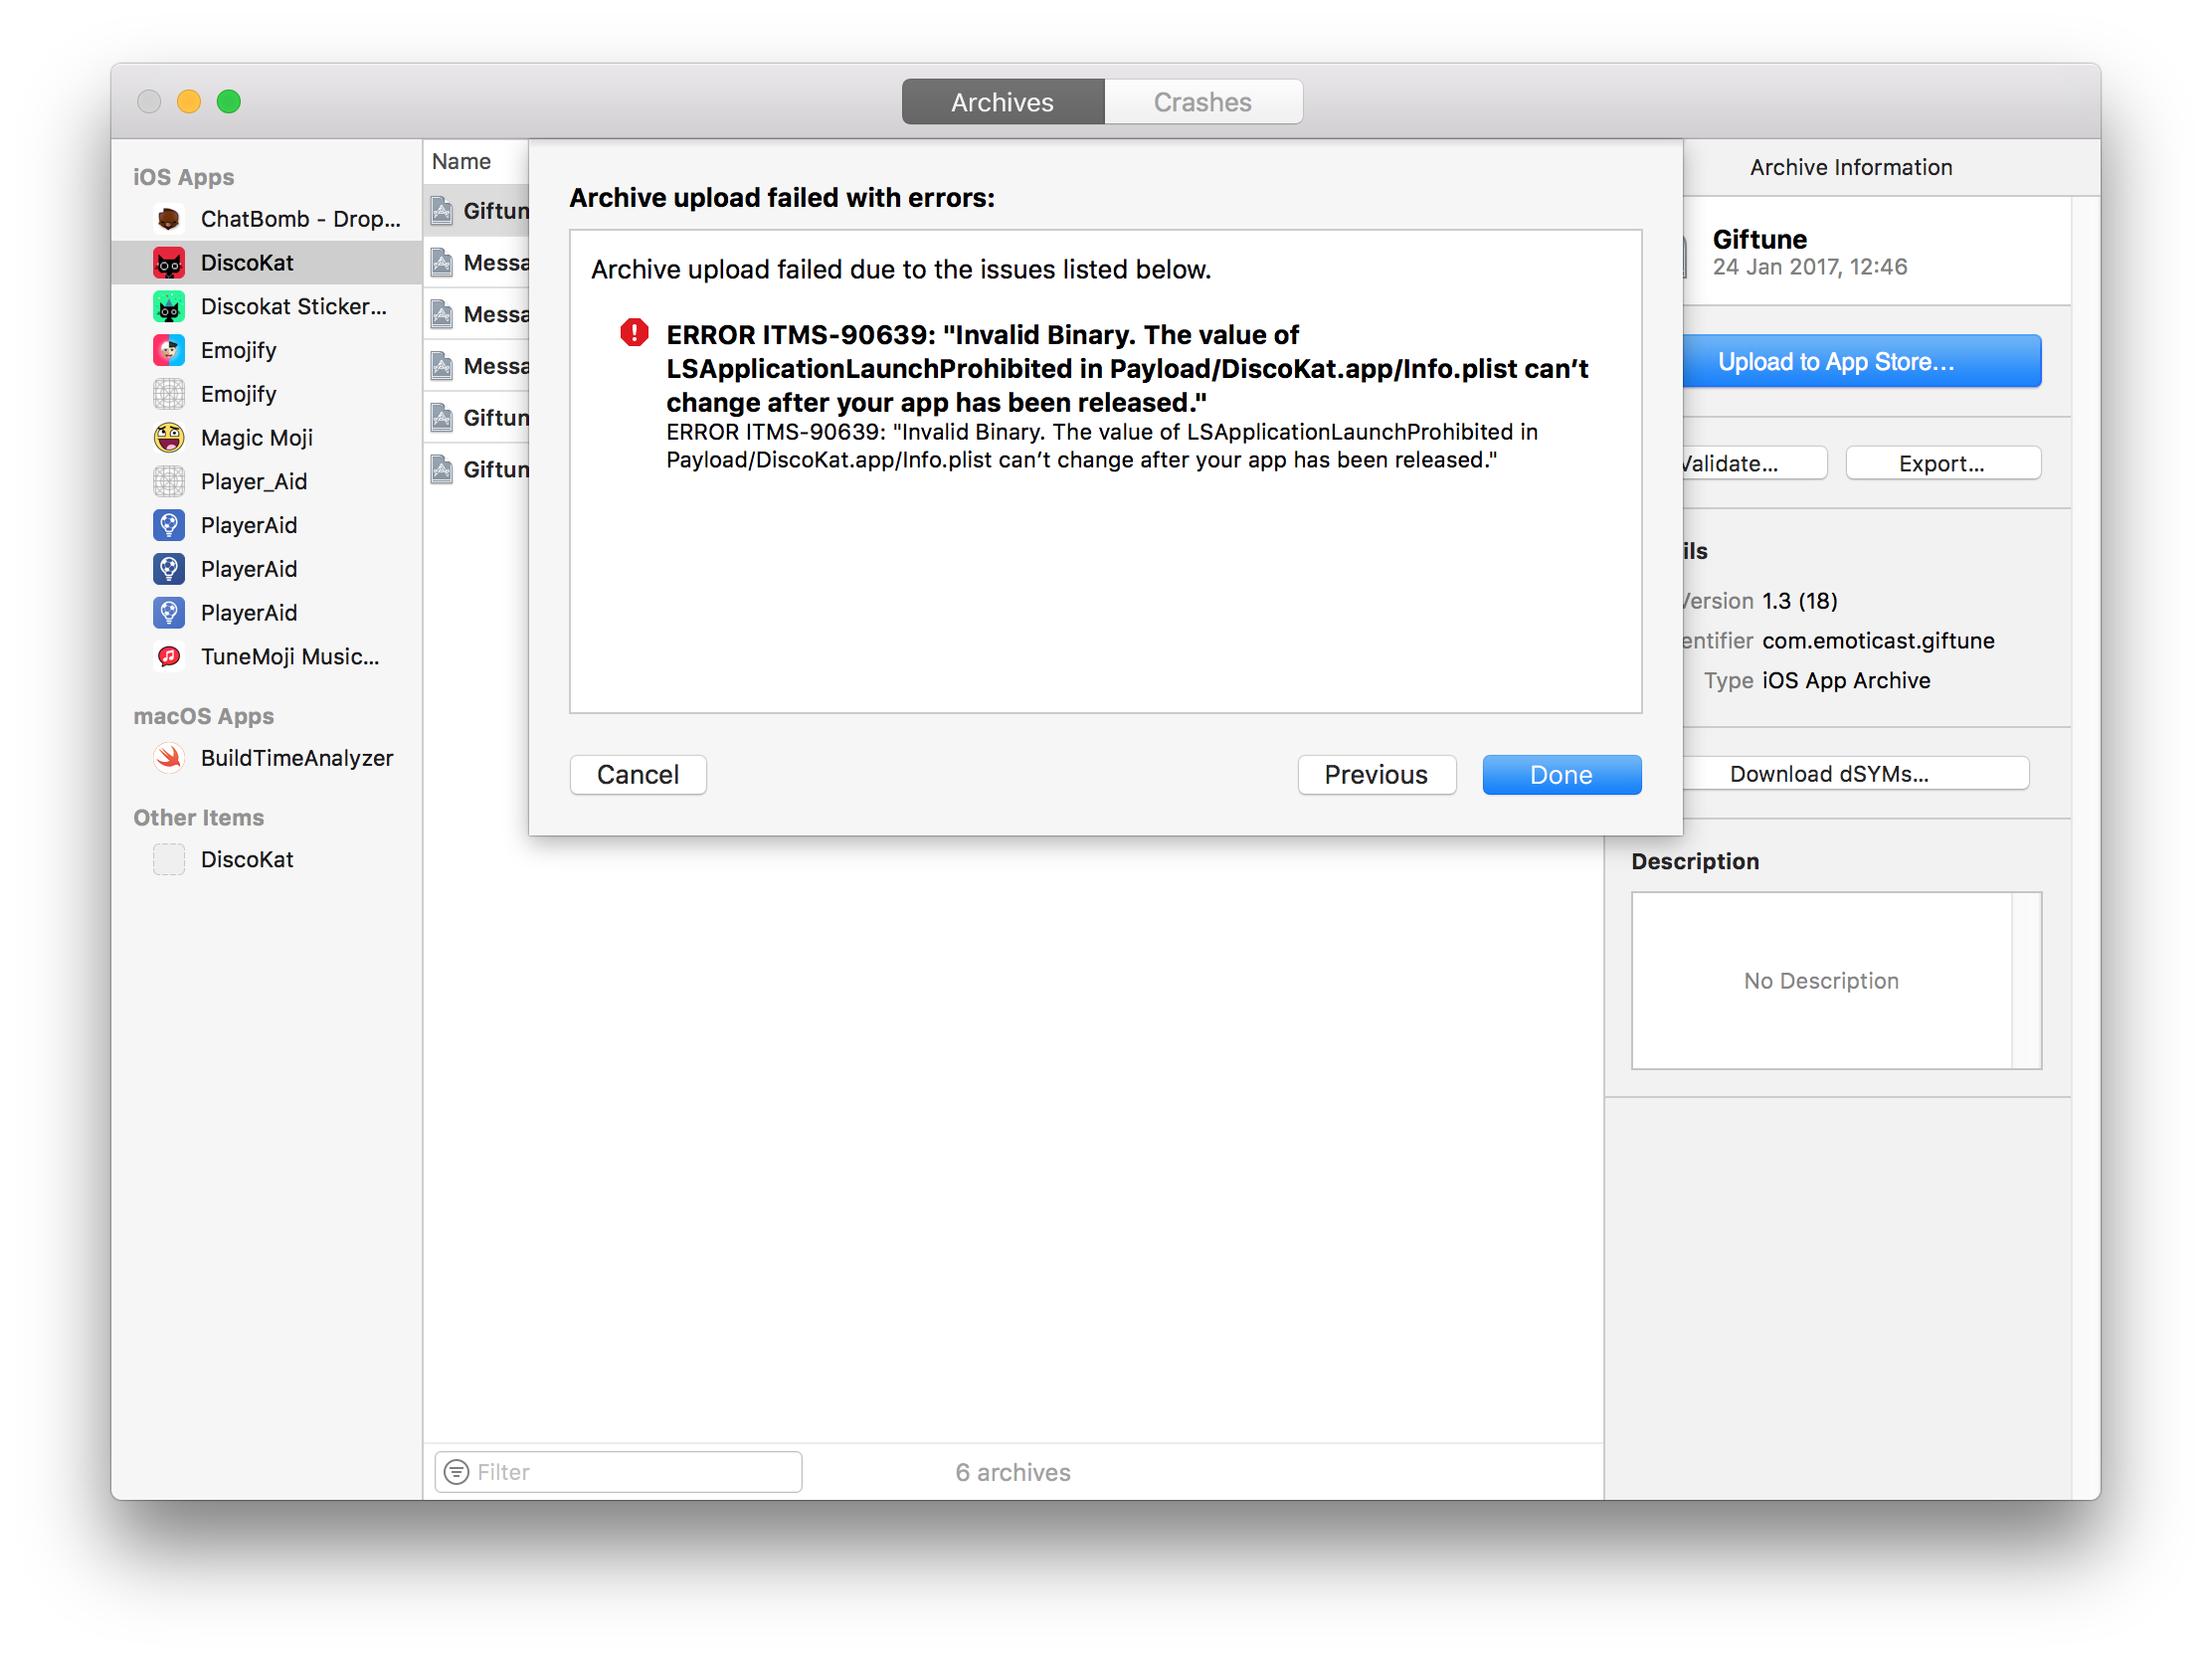 Archives
Crashes
iOS Apps
ChatBomb - Drop...
DiscoKat
Discokat Sticker...
Emojify
Emojify
Magic Moji
Player_Aid
PlayerAid
PlayerAid
PlayerAid
TuneMoji Music...
macOS Apps
BuildTimeAnalyzer
Other Items
DiscoKat
Name
Giftun
Messa
Messa
Messa
Giftun
Giftun
Archive upload failed with errors:
Archive upload failed due to the issues listed below.
ERROR ITMS-90639: "Invalid Binary. The value of
LSApplicationLaunchProhibited in Payload/DiscoKat.app/Info.plist can’t
change after your app has been released."
ERROR ITMS-90639: "Invalid Binary. The value of LSApplicationLaunchProhibited in
Payload/DiscoKat.app/Info.plist can’t change after your app has been released."
Cancel
Previous
Done
Filter
6 archives
Archive Information
Giftune
24 Jan 2017, 12:46
Upload to App Store...
Validate...
Export...
ils
Version 1.3 (18)
entifier com.emoticast.giftune
Type iOS App Archive
Download dSYMs...
Description
No Description